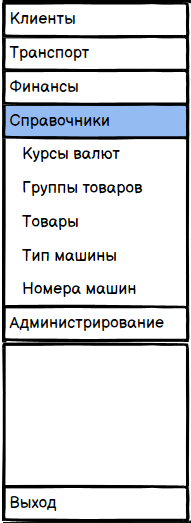 Клиенты
Транспорт
Финансы
Справочники
Курсы валют
Группы товаров
Товары
Тип машины
Номера машин
Администрирование
Выход